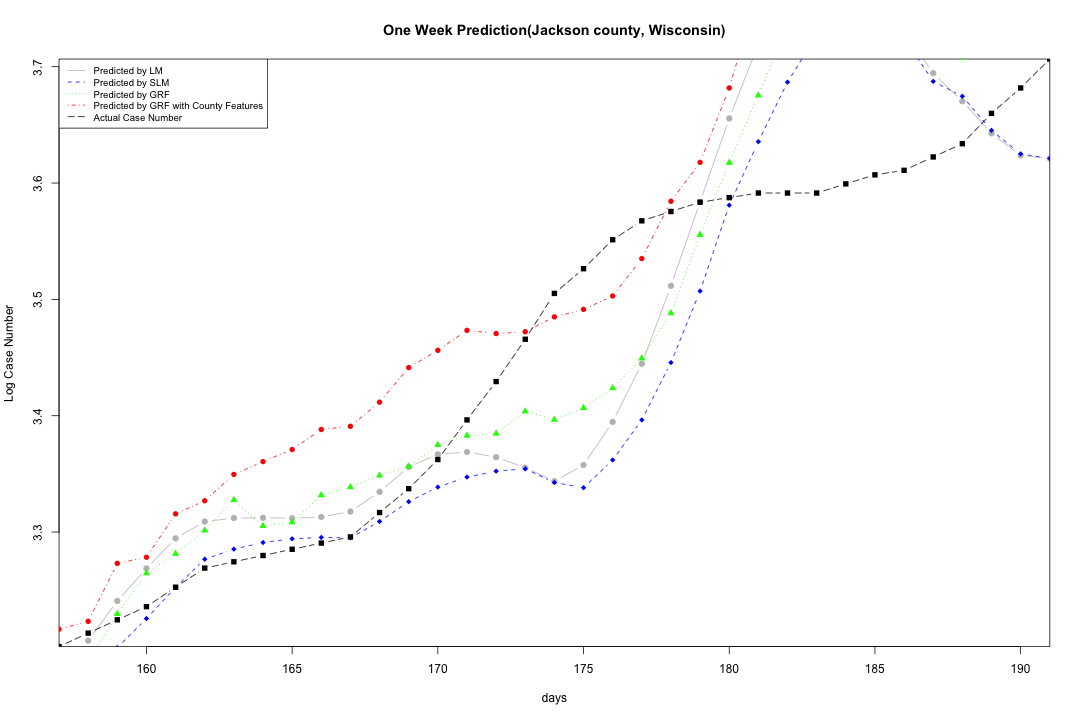 One Week Prediction(Jackson county, Wisconsin)
Predicted by LM
Predicted by SLM
Predicted by GRF
Predicted by GRF with County Features
Actual Case Number
3.7
3.6
3.5
3.4
3.3
Log Case Number
160 165 170 175 180 185 190
days